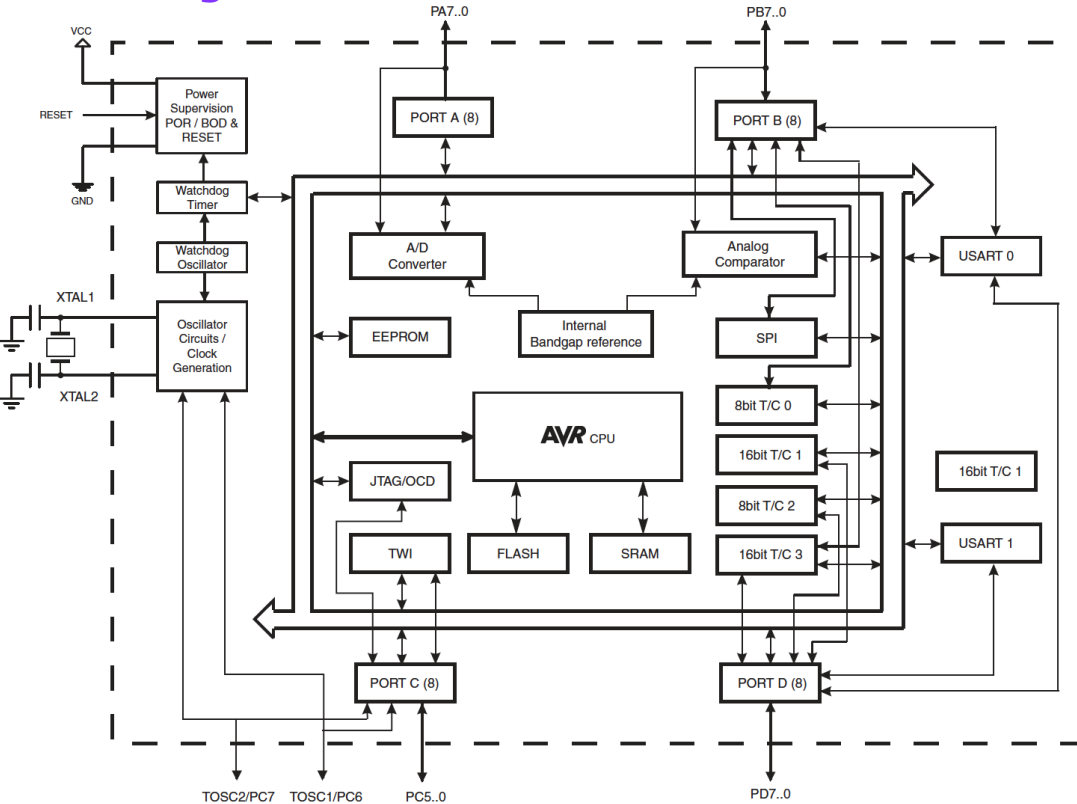 PA7..0
PB7..0
VCC
RESET
GND
Power
Supervision
POR / BOD &
RESET
PORT A (8)
PORT B (8)
Watchdog
Timer
Watchdog
Oscillator
XTAL1
XTAL2
Oscillator
Circuits /
Clock
Generation
A/D
Converter
Analog
Comparator
USART 0
EEPROM
Internal
Bandgap reference
SPI
AVR CPU
8bit T/C 0
16bit T/C 1
16bit T/C 1
JTAG/OCD
8bit T/C 2
TWI
FLASH
SRAM
16bit T/C 3
USART 1
PORT C (8)
PORT D (8)
TOSC2/PC7
TOSC1/PC6
PC5..0
PD7..0